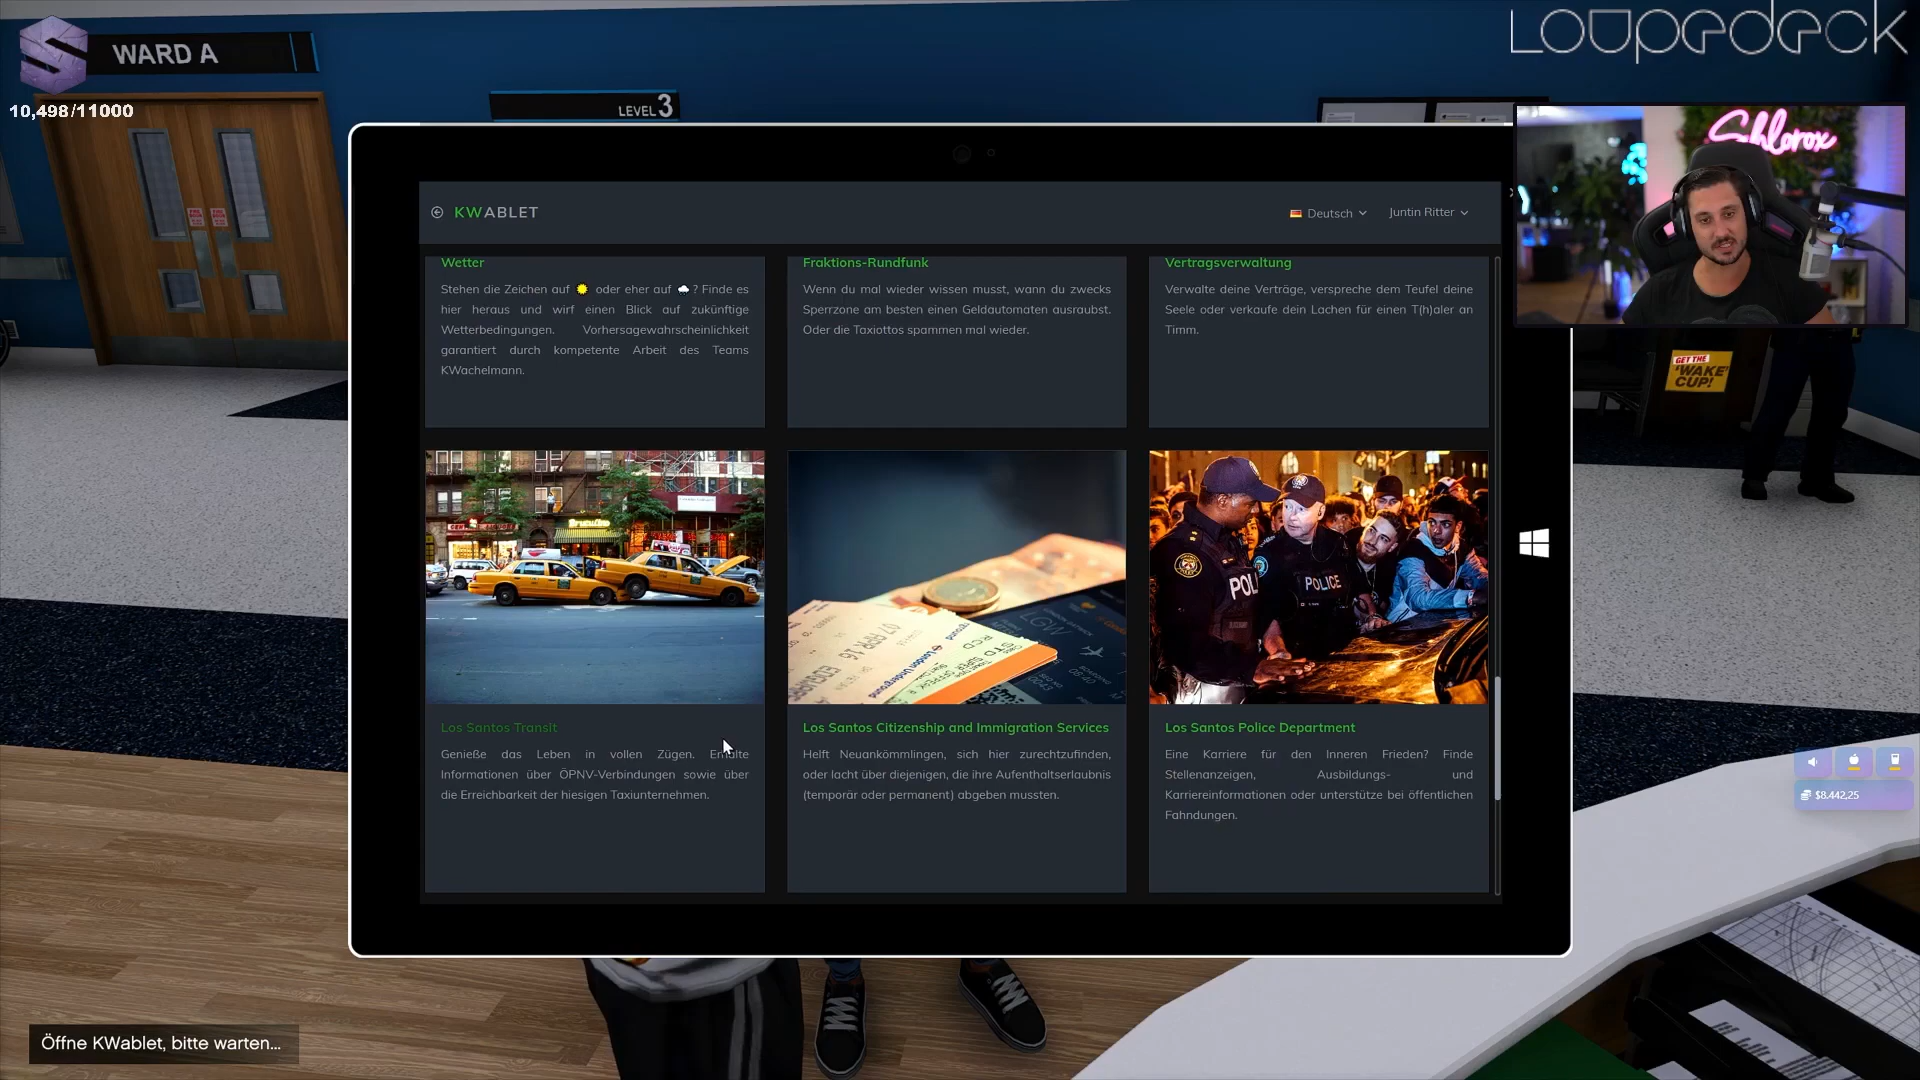 WARD A
10,498/11000
LEVEL 3
Loupedeck
Shlorox
KWABLET
Deutsch
Juntin Ritter
Wetter
Stehen die Zeichen auf ☀ oder eher auf 🌧? Finde es
hier heraus und wirf einen Blick auf zukünftige
Wetterbedingungen. Vorhersagewahrscheinlichkeit
garantiert durch kompetente Arbeit des Teams
KWachelmann.
Fraktions-Rundfunk
Wenn du mal wieder wissen musst, wann du zwecks
Sperrzone am besten einen Geldautomaten ausraubst.
Oder die Taxiottos spammen mal wieder.
Vertragsverwaltung
Verwalte deine Verträge, verspreche dem Teufel deine
Seele oder verkaufe dein Lachen für einen T(h)aler an
Timm.
GET THE
'WAKE'
CUP!
POL
POLICE
Los Santos Transit
Genieße das Leben in vollen Zügen. Erhalte
Informationen über ÖPNV-Verbindungen sowie über
die Erreichbarkeit der hiesigen Taxiunternehmen.
Los Santos Citizenship and Immigration Services
Helft Neuankömmlingen, sich hier zurechtzufinden,
oder lacht über diejenigen, die ihre Aufenthaltserlaubnis
(temporär oder permanent) abgeben mussten.
Los Santos Police Department
Eine Karriere für den Inneren Frieden? Finde
Stellenanzeigen, Ausbildungs- und
Karriereinformationen oder unterstütze bei öffentlichen
Fahndungen.
$8.442,25
Öffne KWablet, bitte warten...